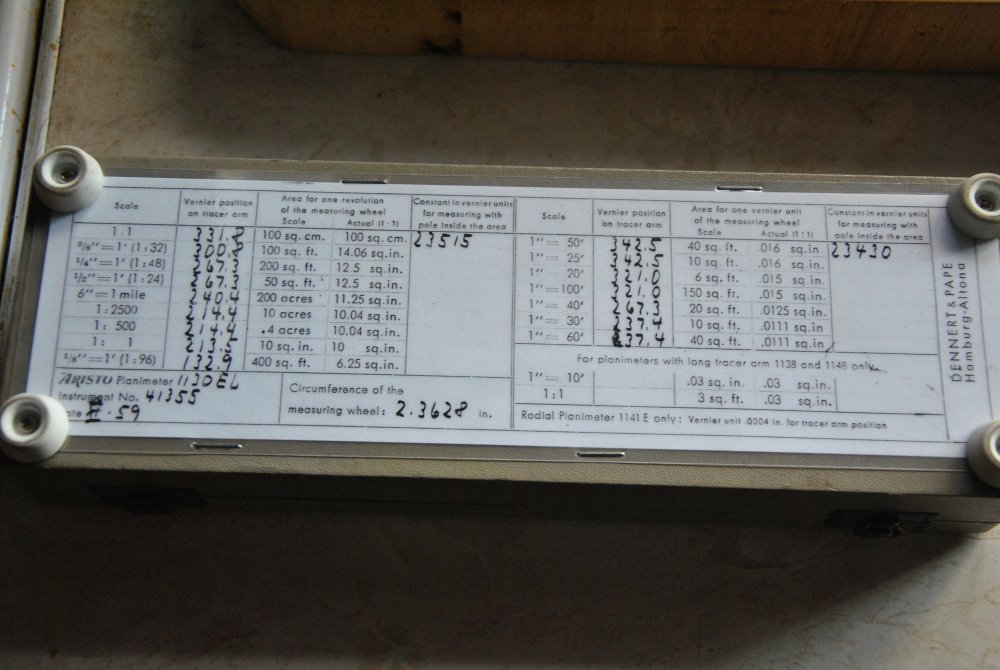 Scale Vernier position on tracer arm Area for one revolution of the measuring wheel Scale Actual (1:1) Constant in vernier units for measuring with pole inside the area
1:1 331.8 100 sq. cm. 100 sq. cm. 23515
3/8″=1′ (1:32) 300.8 100 sq. ft. 14.06 sq. in.
1/4″=1′ (1:48) 267.3 200 sq. ft. 12.5 sq. in.
1/2″=1′ (1:24) 267.3 50 sq. ft. 12.5 sq. in.
6″=1 mile 240.4 200 acres 11.25 sq. in.
1:2500 214.4 10 acres 10.04 sq. in.
1: 500 214.4 .4 acres 10.04 sq. in.
1: 1 213.5 10 sq. in. 10 sq. in.
1/8″=1′ (1:96) 132.9 400 sq. ft. 6.25 sq. in.
ARISTO Planimeter 1130 EL
Instrument No. 41355
II. 59
Circumference of the
measuring wheel: 2.3628 in.
Scale Vernier position on tracer arm Area for one vernier unit of the measuring wheel Scale Actual (1:1) Constant in vernier units for measuring with pole inside the area
1″= 50′ 342.5 40 sq. ft. .016 sq. in 23430
1″= 25′ 342.5 10 sq. ft. .016 sq. in.
1″= 20′ 321.0 6 sq. ft. .015 sq. in.
1″=100′ 321.0 150 sq. ft. .015 sq. in.
1″= 40′ 267.3 20 sq. ft. .0125 sq. in.
1″= 30′ 237.4 10 sq. ft. .0111 sq. in.
1″= 60′ 237.4 40 sq. ft. .0111 sq. in.
For planimeters with long tracer arm 1138 and 1148 only
1″= 10′ .03 sq. in. .03 sq. in.
1:1 3 sq. ft. .03 sq. in.
Radial Planimeter 1141 E only: Vernier unit .0004 in. for tracer arm position
DENNERT & PAPE
Hamburg-Altona